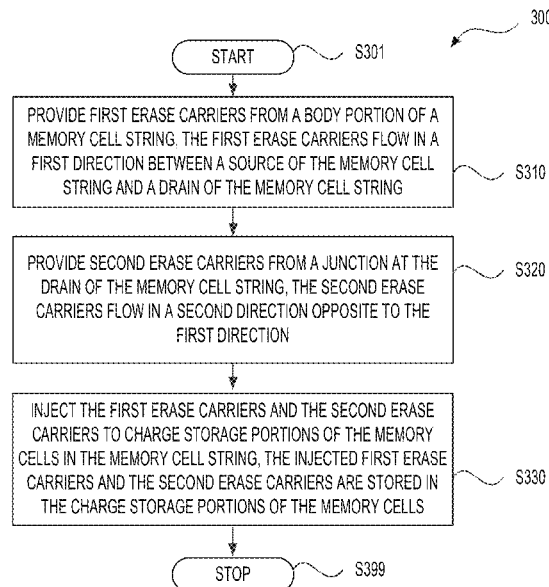 300
START
S301
PROVIDE FIRST ERASE CARRIERS FROM A BODY PORTION OF A
MEMORY CELL STRING, THE FIRST ERASE CARRIERS FLOW IN A
FIRST DIRECTION BETWEEN A SOURCE OF THE MEMORY CELL
STRING AND A DRAIN OF THE MEMORY CELL STRING
S310
PROVIDE SECOND ERASE CARRIERS FROM A JUNCTION AT THE
DRAIN OF THE MEMORY CELL STRING, THE SECOND ERASE
CARRIERS FLOW IN A SECOND DIRECTION OPPOSITE TO THE
FIRST DIRECTION
S320
INJECT THE FIRST ERASE CARRIERS AND THE SECOND ERASE
CARRIERS TO CHARGE STORAGE PORTIONS OF THE MEMORY
CELLS IN THE MEMORY CELL STRING, THE INJECTED FIRST ERASE
CARRIERS AND THE SECOND ERASE CARRIERS ARE STORED IN
THE CHARGE STORAGE PORTIONS OF THE MEMORY CELLS
S330
STOP
S399